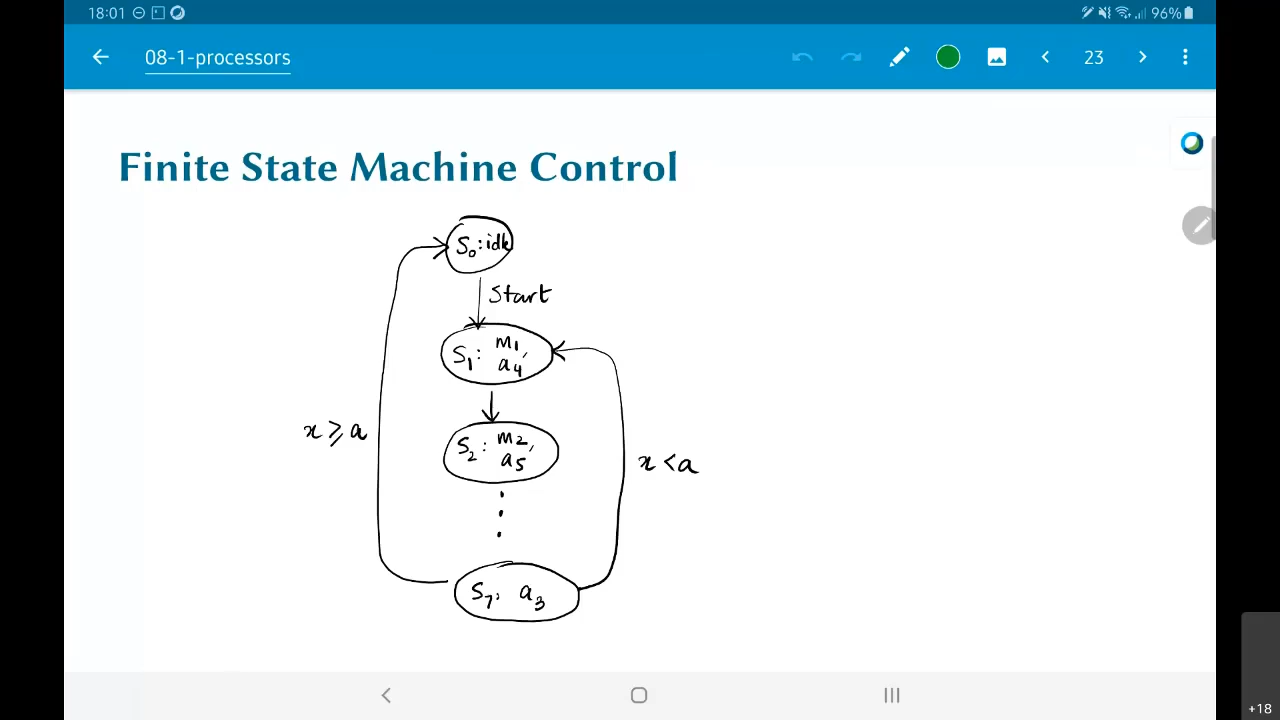 18:01
96%
08-1-processors
23
Finite State Machine Control
S₀: idle
Start
S₁: m₁
a₄,
x ≥ a
S₂: m₂,
a₅
x < a
S₇: a₃
+18